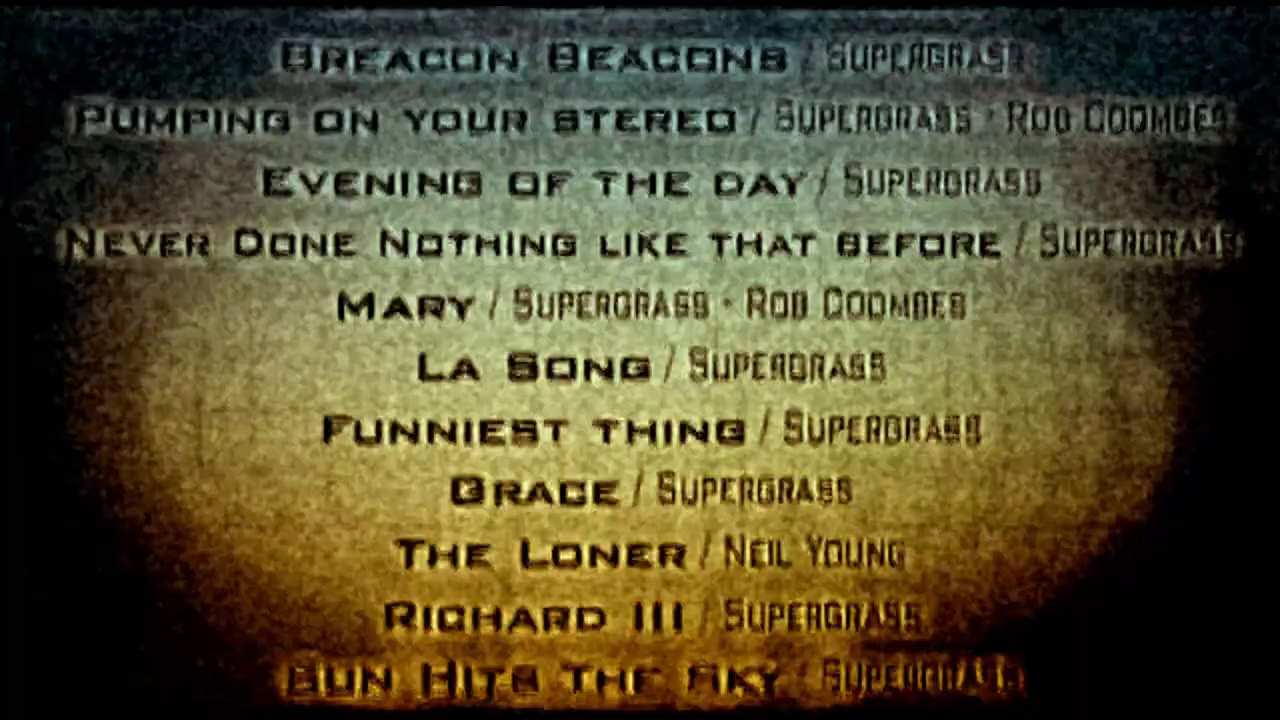 Breacon Beacons / Supergrass
Pumping on your stereo / Supergrass · Rob Coombes
Evening of the day / Supergrass
Never Done Nothing like that before / Supergrass
Mary / Supergrass · Rob Coombes
La Song / Supergrass
Funniest thing / Supergrass
Grace / Supergrass
The Loner / Neil Young
Richard III / Supergrass
Sun Hits the Sky / Supergrass